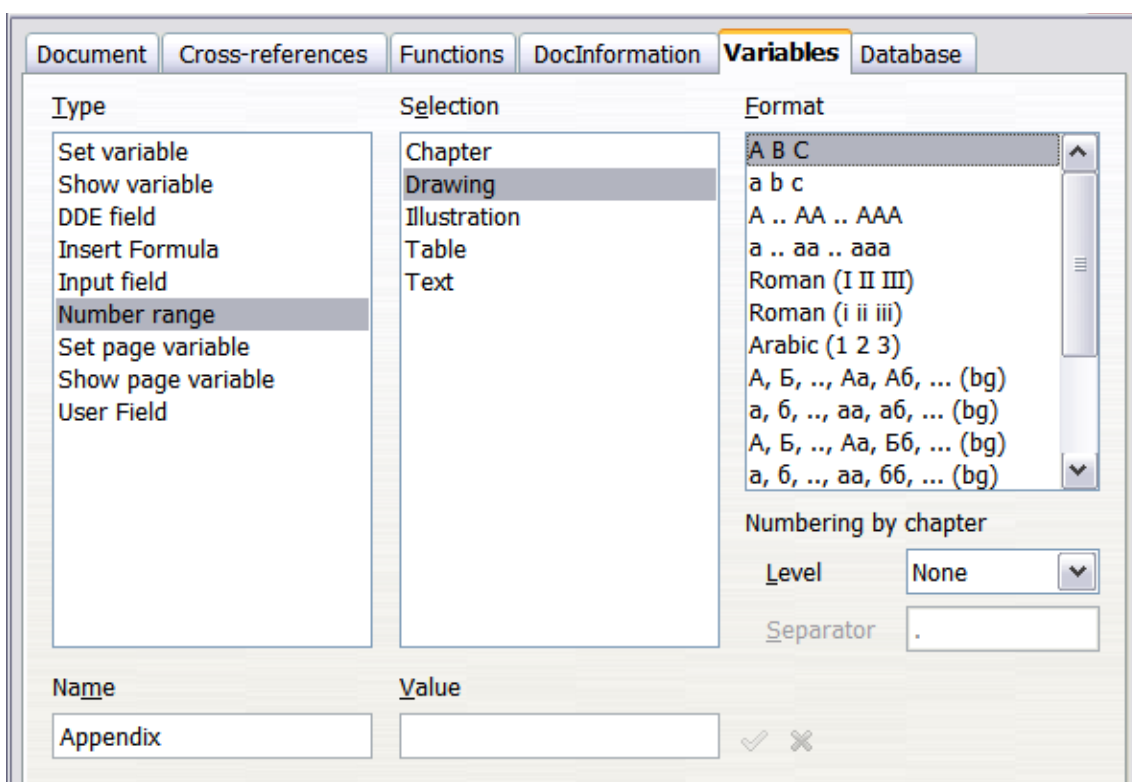 Document Cross-references Functions DocInformation Variables Database
Type
Set variable
Show variable
DDE field
Insert Formula
Input field
Number range
Set page variable
Show page variable
User Field
Selection
Chapter
Drawing
Illustration
Table
Text
Format
A B C
a b c
A .. AA .. AAA
a .. aa .. aaa
Roman (I II III)
Roman (i ii iii)
Arabic (1 2 3)
А, Б, .., Аа, Аб, ... (bg)
а, б, .., аа, аб, ... (bg)
А, Б, .., Аа, Бб, ... (bg)
а, б, .., аа, бб, ... (bg)
Numbering by chapter
Level None
Separator .
Name
Appendix
Value